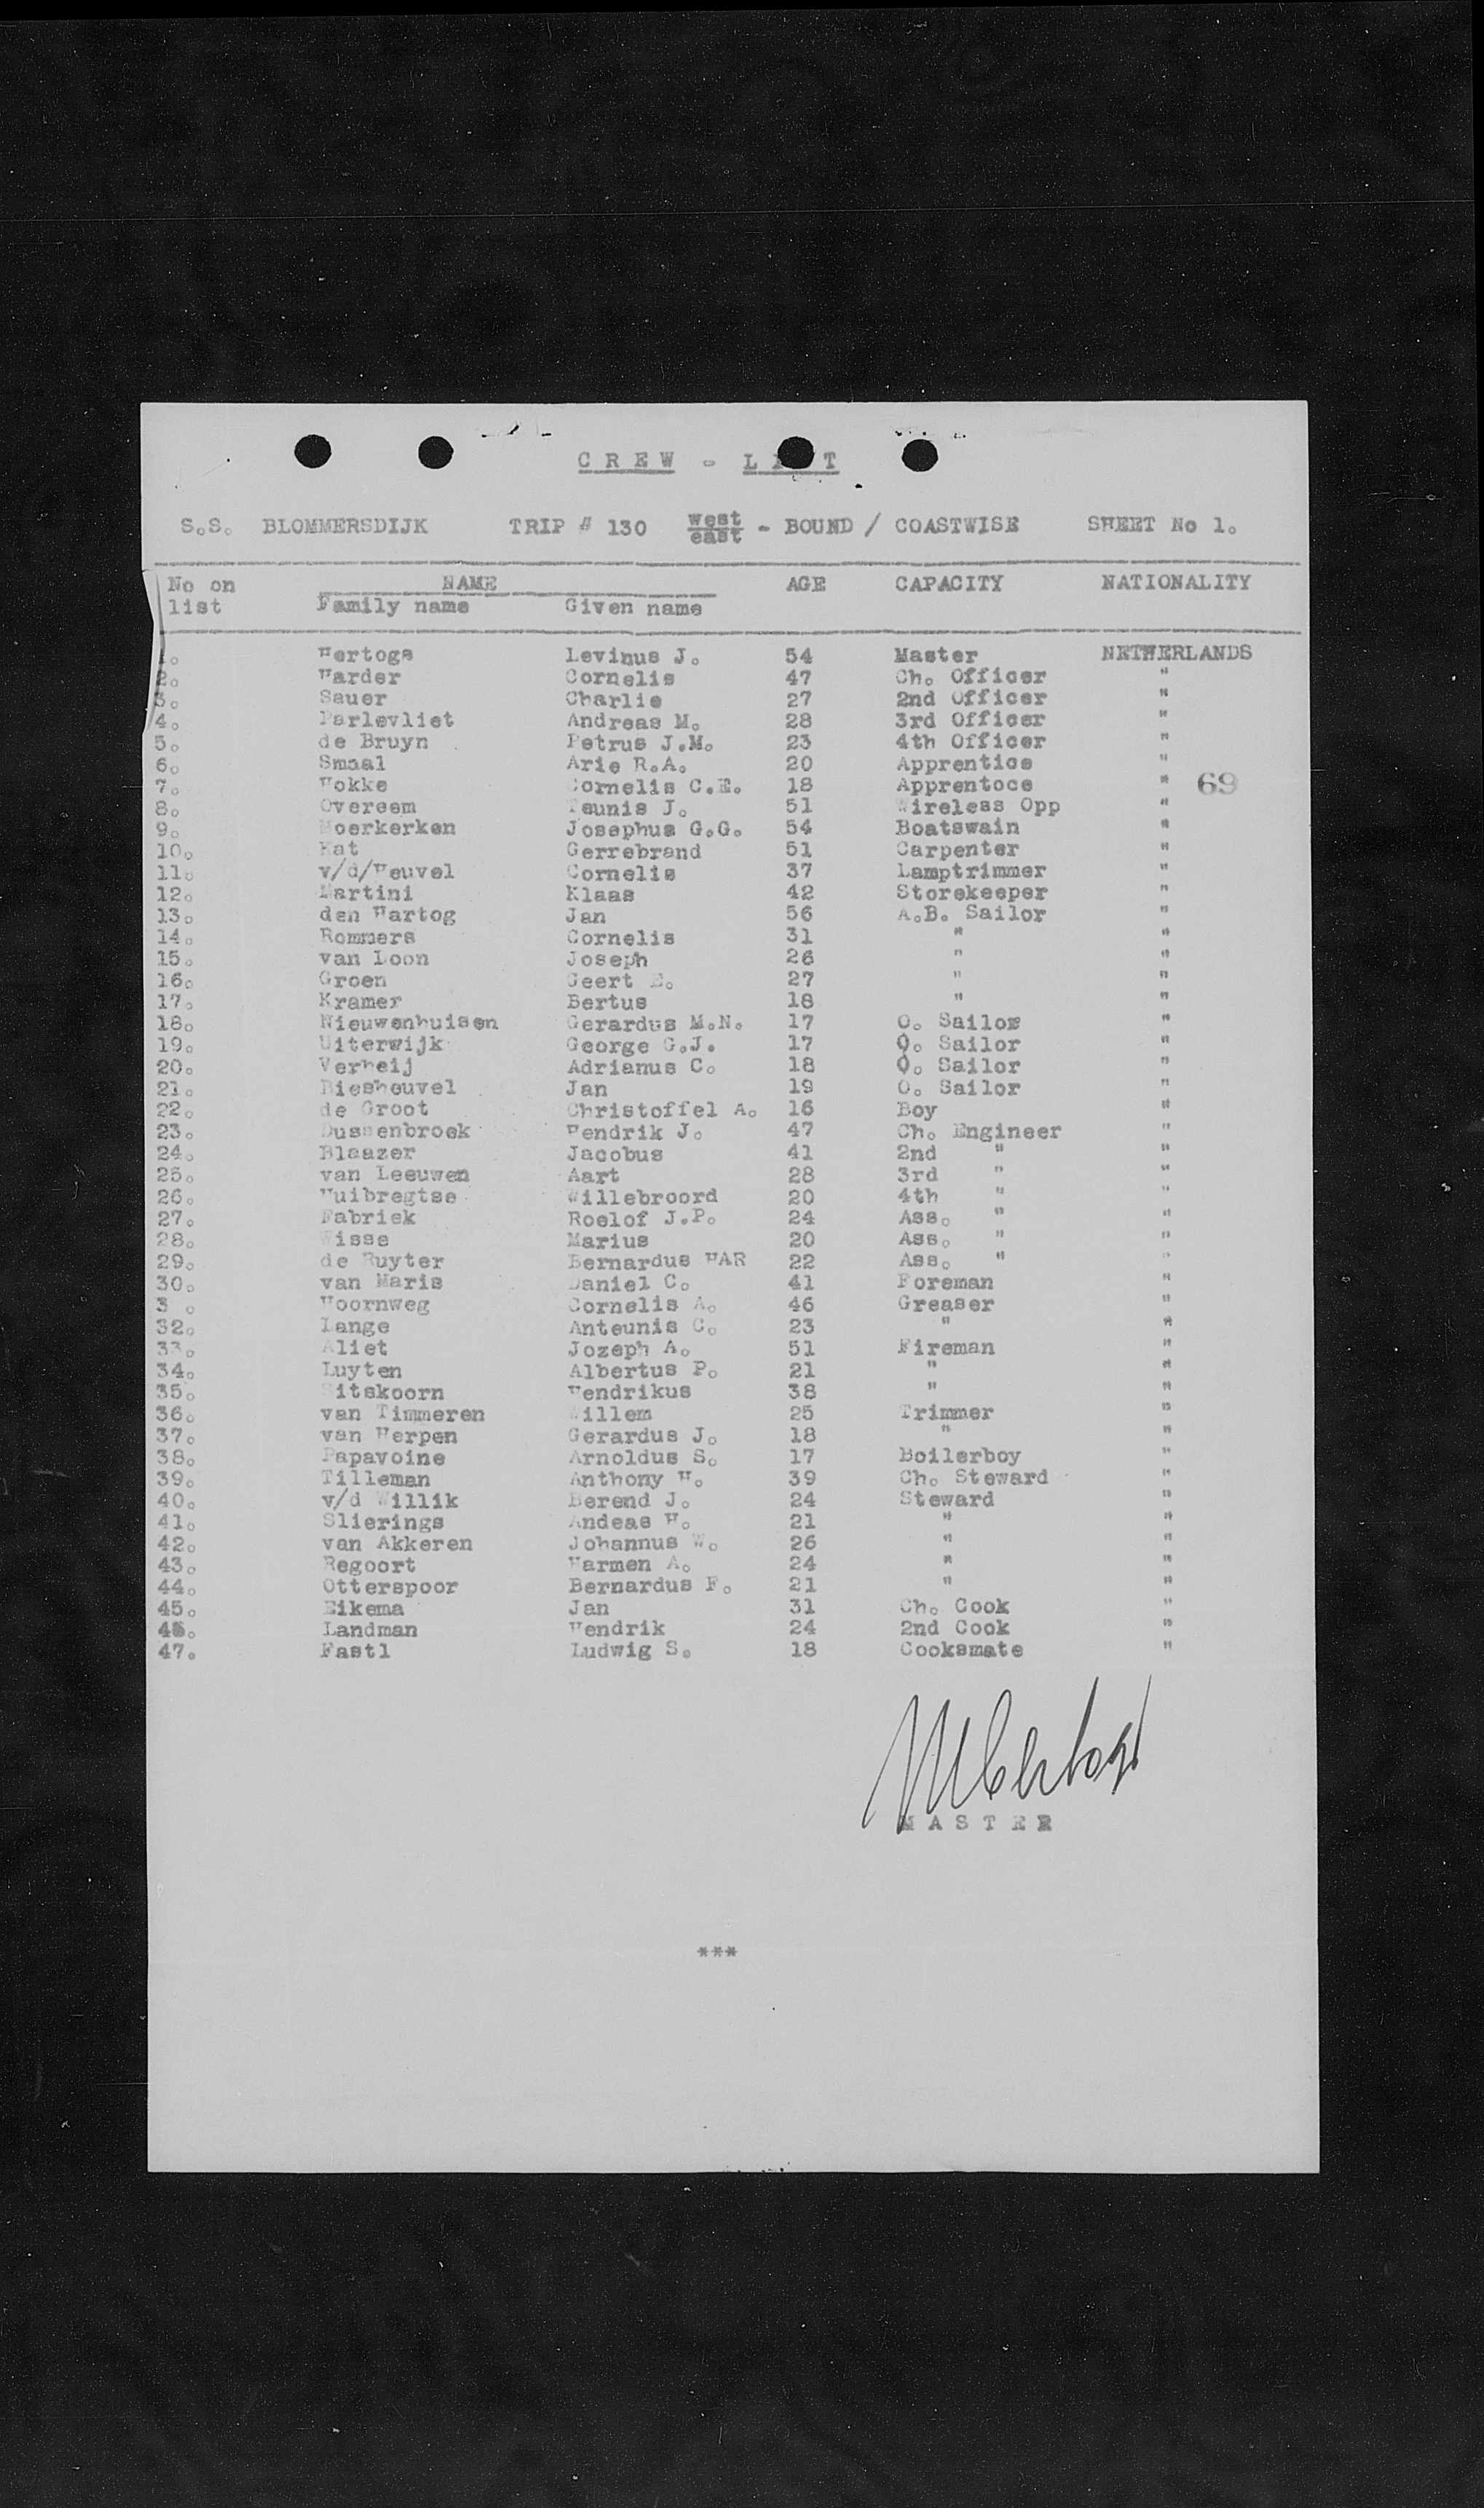 CREW - LIST
S.S. BLOMMERSDIJK TRIP # 130 west/east - BOUND / COASTWISE SHEET No 1.
No on list NAME AGE CAPACITY NATIONALITY
Family name Given name
1. Hertogs Levinus J. 54 Master NETHERLANDS
2. Harder Cornelis 47 Ch. Officer "
3. Sauer Charlie 27 2nd Officer "
4. Parlevliet Andreas M. 28 3rd Officer "
5. de Bruyn Petrus J.M. 23 4th Officer "
6. Smaal Arie R.A. 20 Apprentice "
7. Hokke Cornelis C.E. 18 Apprentoce " 69
8. Overeem Teunis J. 51 Wireless Opp "
9. Moerkerken Josephus G.G. 54 Boatswain "
10. Kat Gerrebrand 51 Carpenter "
11. v/d/Heuvel Cornelis 37 Lamptrimmer "
12. Martini Klaas 42 Storekeeper "
13. den Hartog Jan 56 A.B. Sailor "
14. Rommers Cornelis 31 " "
15. van Loon Joseph 26 " "
16. Groen Geert E. 27 " "
17. Kramer Bertus 18 " "
18. Nieuwenhuisen Gerardus M.N. 17 O. Sailor "
19. Uiterwijk George G.J. 17 O. Sailor "
20. Verheij Adrianus C. 18 O. Sailor "
21. Biesheuvel Jan 19 O. Sailor "
22. de Groot Christoffel A. 16 Boy "
23. Dussenbroek Hendrik J. 47 Ch. Engineer "
24. Blaazer Jacobus 41 2nd " "
25. van Leeuwen Aart 28 3rd " "
26. Huibregtse Willebroord 20 4th " "
27. Fabriek Roelof J.P. 24 Ass. " "
28. Wisse Marius 20 Ass. " "
29. de Ruyter Bernardus HAR 22 Ass. " "
30. van Maris Daniel C. 41 Foreman "
3 . Hoornweg Cornelis A. 46 Greaser "
32. Lange Anteunis C. 23 " "
33. Aliet Jozeph A. 51 Fireman "
34. Luyten Albertus P. 21 " "
35. Sitskoorn Hendrikus 38 " "
36. van Timmeren Willem 25 Trimmer "
37. van Herpen Gerardus J. 18 " "
38. Papavoine Arnoldus S. 17 Boilerboy "
39. Tilleman Anthony H. 39 Ch. Steward "
40. v/d Willik Berend J. 24 Steward "
41. Slierings Andeas H. 21 " "
42. van Akkeren Johannus W. 26 " "
43. Regoort Harmen A. 24 " "
44. Otterspoor Bernardus F. 21 " "
45. Eikema Jan 31 Ch. Cook "
46. Landman Hendrik 24 2nd Cook "
47. Fastl Ludwig S. 18 Cooksmate "
MASTER
***